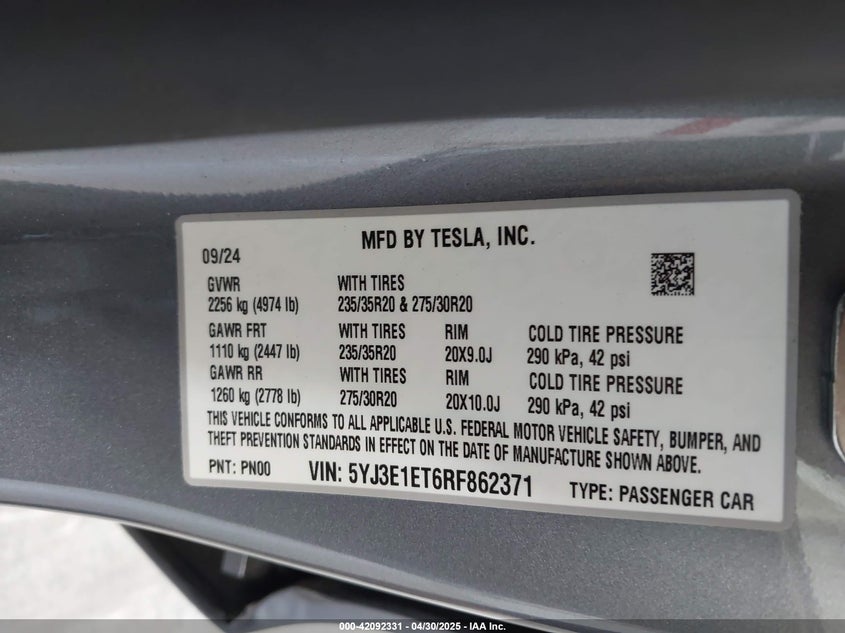 MFD BY TESLA, INC.
09/24
GVWR WITH TIRES
2256 kg (4974 lb) 235/35R20 & 275/30R20
GAWR FRT WITH TIRES RIM COLD TIRE PRESSURE
1110 kg (2447 lb) 235/35R20 20X9.0J 290 kPa, 42 psi
GAWR RR WITH TIRES RIM COLD TIRE PRESSURE
1260 kg (2778 lb) 275/30R20 20X10.0J 290 kPa, 42 psi
THIS VEHICLE CONFORMS TO ALL APPLICABLE U.S. FEDERAL MOTOR VEHICLE SAFETY, BUMPER, AND
THEFT PREVENTION STANDARDS IN EFFECT ON THE DATE OF MANUFACTURE SHOWN ABOVE.
PNT: PN00 VIN: 5YJ3E1ET6RF862371 TYPE: PASSENGER CAR
000-42092331 - 04/30/2025 - IAA Inc.